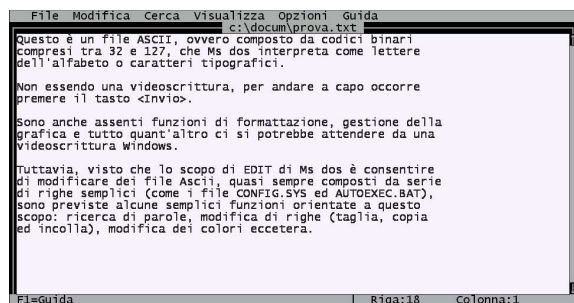 File Modifica Cerca Visualizza Opzioni Guida
c:\docum\prova.txt
Questo è un file ASCII, ovvero composto da codici binari
compresi tra 32 e 127, che Ms dos interpreta come lettere
dell'alfabeto o caratteri tipografici.
Non essendo una videoscrittura, per andare a capo occorre
premere il tasto <Invio>.
Sono anche assenti funzioni di formattazione, gestione della
grafica e tutto quant'altro ci si potrebbe attendere da una
videoscrittura Windows.
Tuttavia, visto che lo scopo di EDIT di Ms dos è consentire
di modificare dei file Ascii, quasi sempre composti da serie
di righe semplici (come i file CONFIG.SYS ed AUTOEXEC.BAT),
sono previste alcune semplici funzioni orientate a questo
scopo: ricerca di parole, modifica di righe (taglia, copia
ed incolla), modifica dei colori eccetera.
F1=Guida | Riga:18 Colonna:1